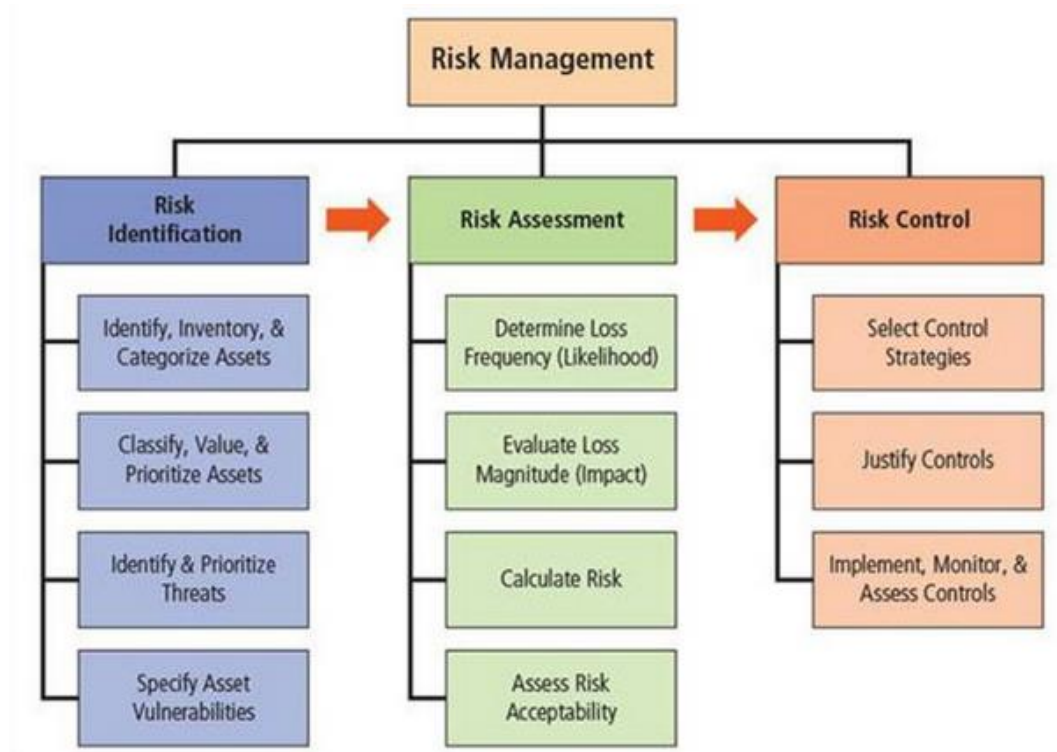 Risk Management
Risk
Identification
Identify, Inventory, &
Categorize Assets
Classify, Value, &
Prioritize Assets
Identify & Prioritize
Threats
Specify Asset
Vulnerabilities
Risk Assessment
Determine Loss
Frequency (Likelihood)
Evaluate Loss
Magnitude (Impact)
Calculate Risk
Assess Risk
Acceptability
Risk Control
Select Control
Strategies
Justify Controls
Implement, Monitor, &
Assess Controls